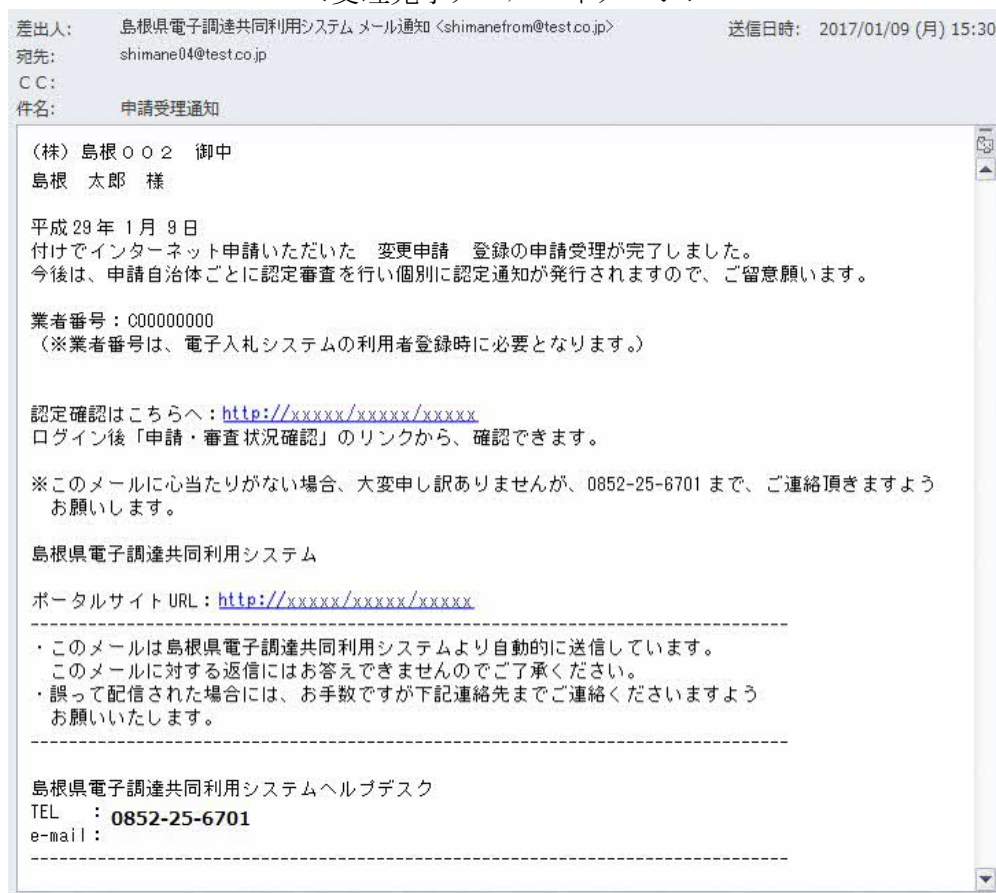 差出人: 島根県電子調達共同利用システム メール通知 <shimanefrom@test.co.jp> 送信日時: 2017/01/09 (月) 15:30
宛先: shimane04@test.co.jp
CC:
件名: 申請受理通知
(株) 島根００２ 御中
島根 太郎 様
平成29年 1月 9日
付けでインターネット申請いただいた 変更申請 登録の申請受理が完了しました。
今後は、申請自治体ごとに認定審査を行い個別に認定通知が発行されますので、ご留意願います。
業者番号：C00000000
（※業者番号は、電子入札システムの利用者登録時に必要となります。）
認定確認はこちらへ：http://xxxxx/xxxxx/xxxxx
ログイン後「申請・審査状況確認」のリンクから、確認できます。
※このメールに心当たりがない場合、大変申し訳ありませんが、0852-25-6701 まで、ご連絡頂きますよう
お願いします。
島根県電子調達共同利用システム
ポータルサイトURL：http://xxxxx/xxxxx/xxxxx
--------------------------------------------------------------------------------
・このメールは島根県電子調達共同利用システムより自動的に送信しています。
このメールに対する返信にはお答えできませんのでご了承ください。
・誤って配信された場合には、お手数ですが下記連絡先までご連絡くださいますよう
お願いいたします。
--------------------------------------------------------------------------------
島根県電子調達共同利用システムヘルプデスク
TEL ：0852-25-6701
e-mail：
--------------------------------------------------------------------------------